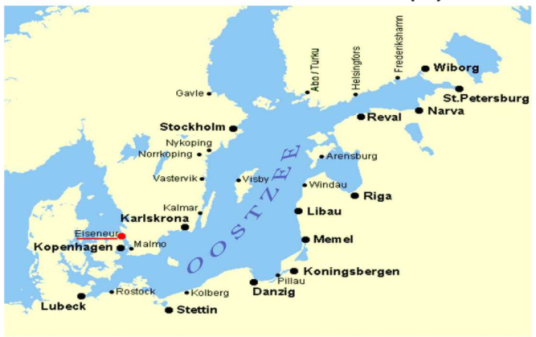 Wiborg
St.Petersburg
Narva
Reval
Frederikshamn
Helsingfors
Abo / Turku
Gavle
Stockholm
Nykoping
Norrkoping
Vastervik
Visby
Arensburg
Windau
Riga
Kalmar
Karlskrona
Libau
OOSTZEE
Eiseneur
Kopenhagen
Malmo
Memel
Koningsbergen
Pillau
Danzig
Rostock
Kolberg
Lubeck
Stettin